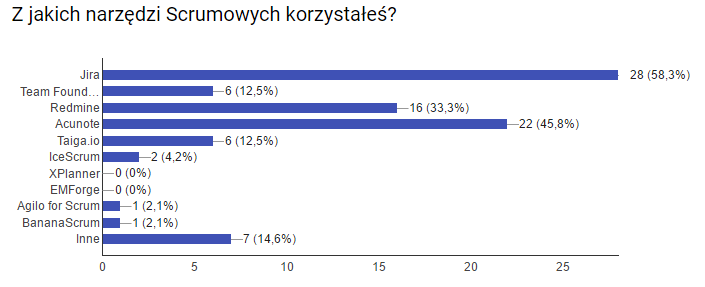 Z jakich narzędzi Scrumowych korzystałeś?
Jira 28 (58,3%)
Team Found... 6 (12,5%)
Redmine 16 (33,3%)
Acunote 22 (45,8%)
Taiga.io 6 (12,5%)
IceScrum 2 (4,2%)
XPlanner 0 (0%)
EMForge 0 (0%)
Agilo for Scrum 1 (2,1%)
BananaScrum 1 (2,1%)
Inne 7 (14,6%)
0 5 10 15 20 25